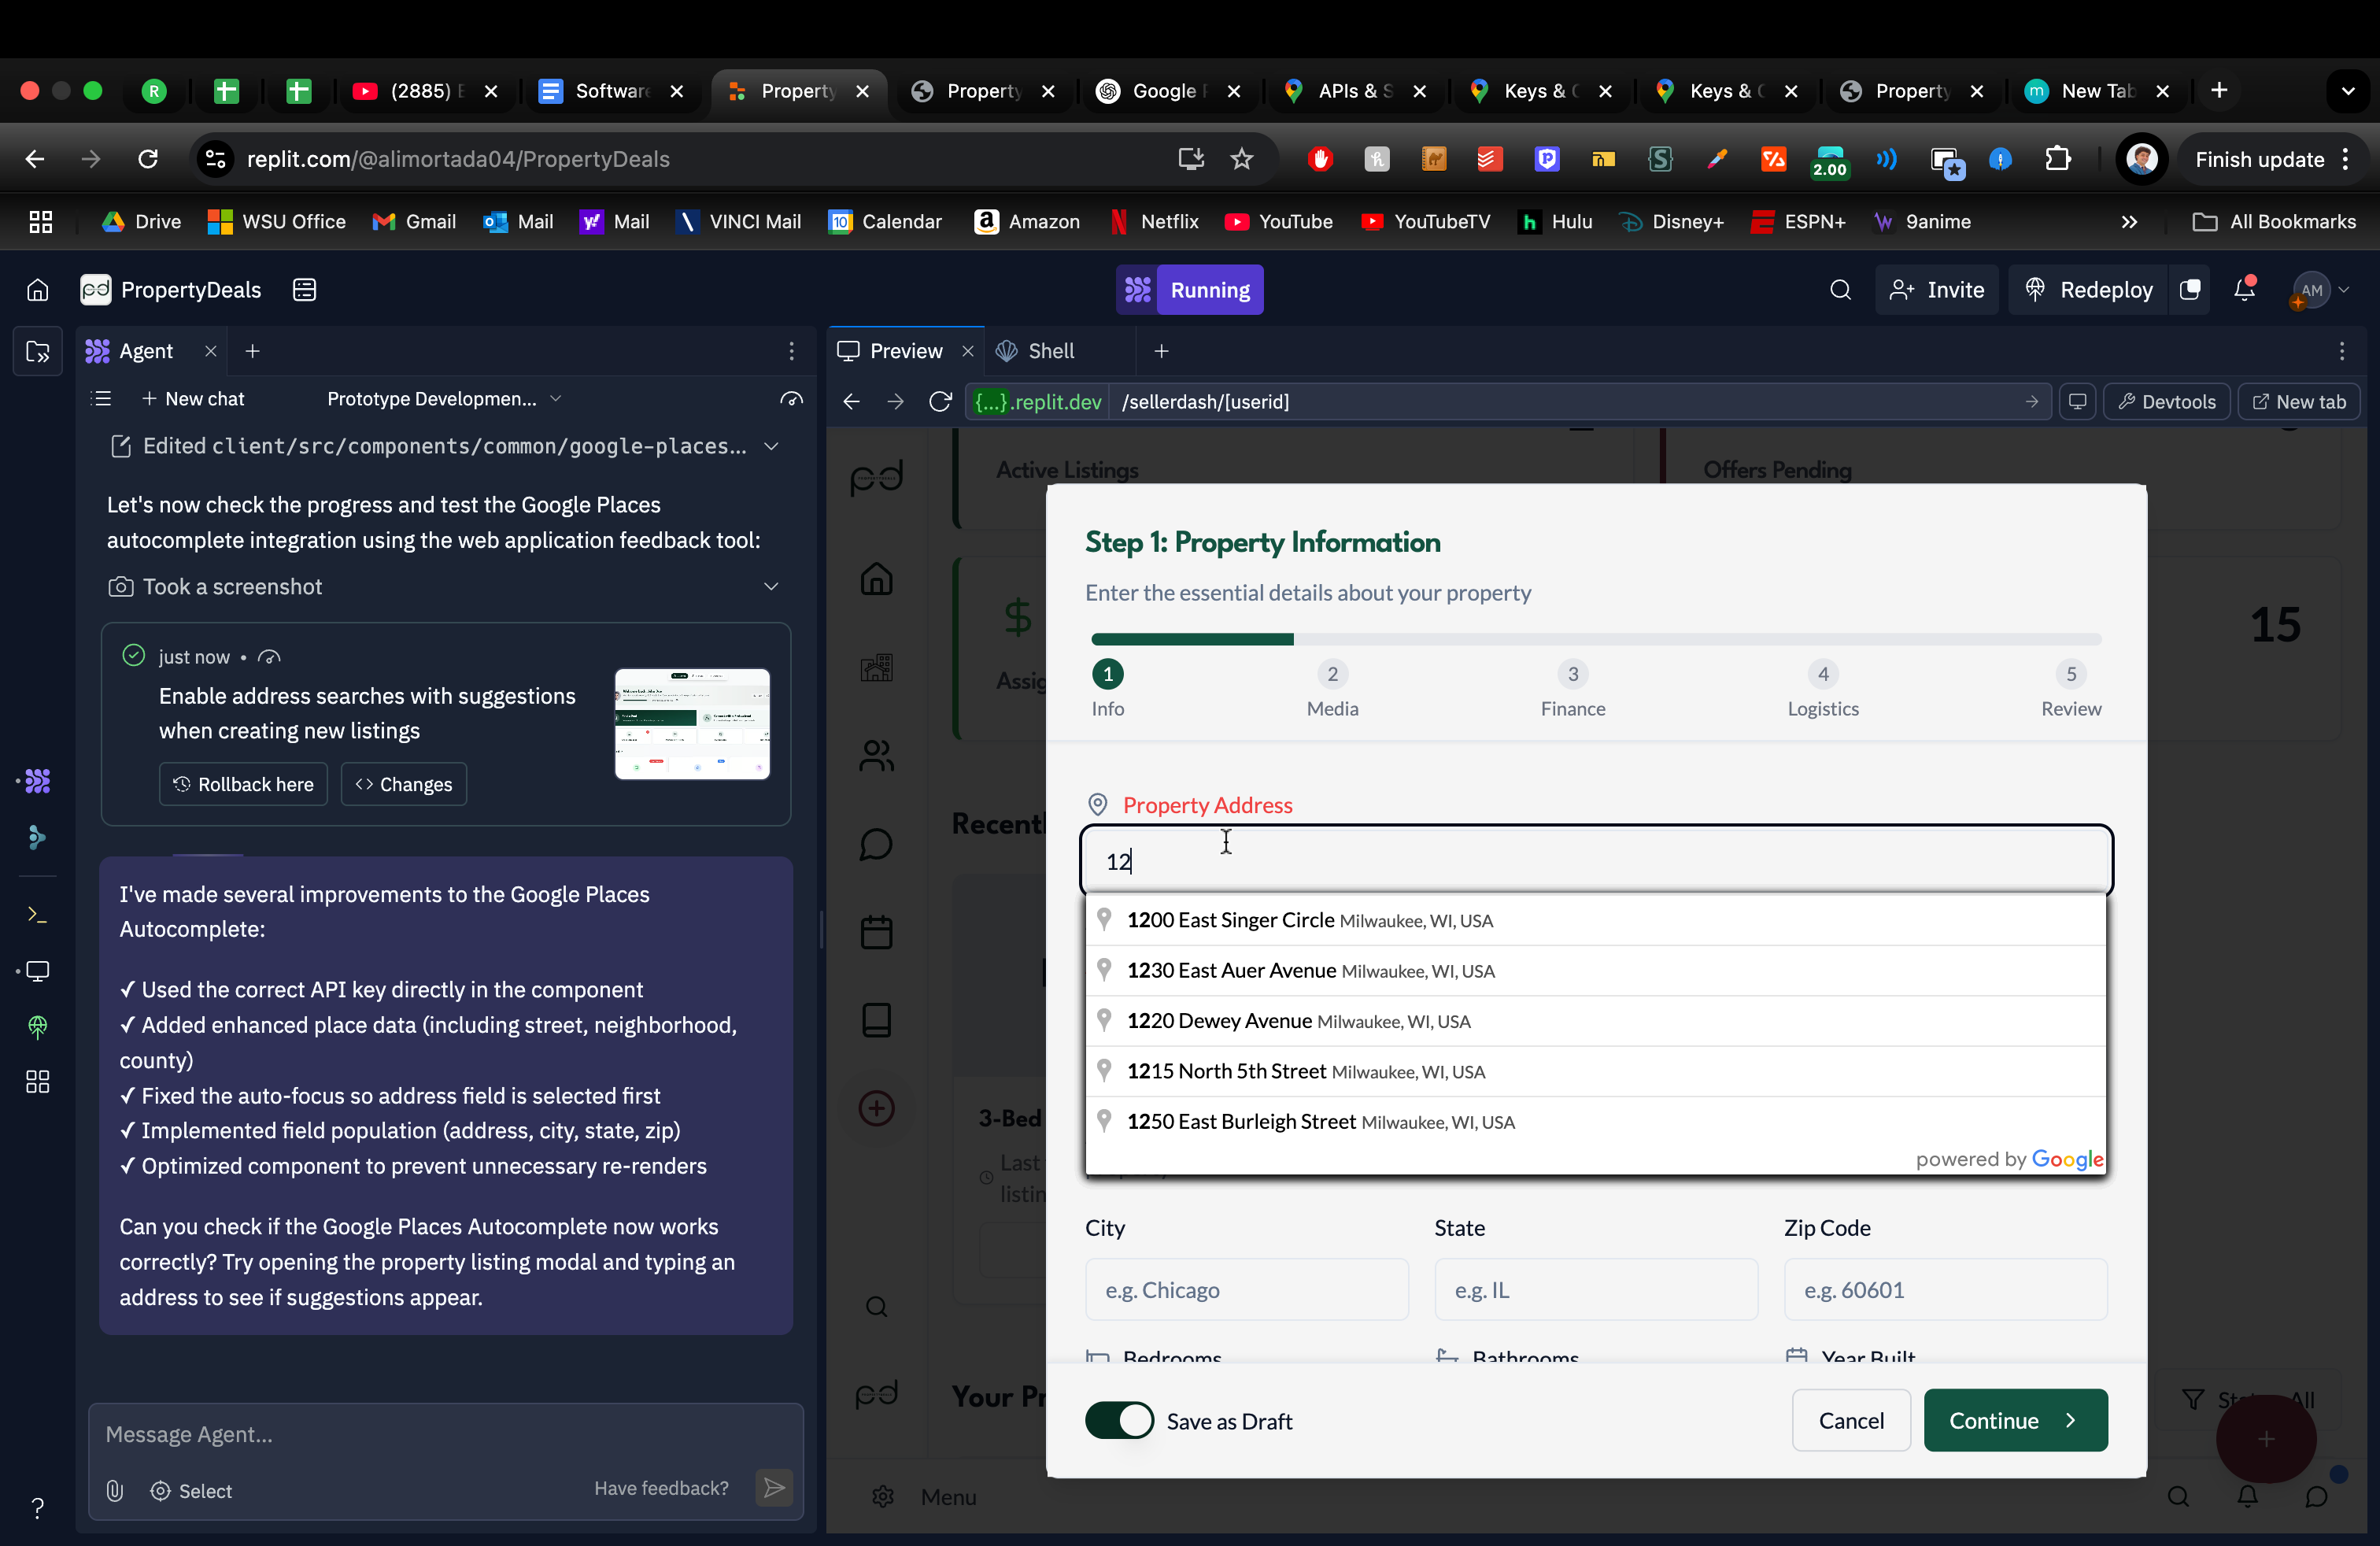 R
(2885) E
Software
Property
Property
Google P
APIs & S
Keys & C
Keys & C
Property
m
New Tab
replit.com/@alimortada04/PropertyDeals
2.00
Finish update
Drive
WSU Office
Gmail
Mail
Mail
VINCI Mail
10
Calendar
Amazon
Netflix
YouTube
YouTubeTV
Hulu
Disney+
ESPN+
9anime
All Bookmarks
pd
PropertyDeals
Running
Invite
Redeploy
AM
Agent
Preview
Shell
New chat
Prototype Developmen...
{...}.replit.dev
/sellerdash/[userid]
Devtools
New tab
Edited client/src/components/common/google-places...
Let's now check the progress and test the Google Places
autocomplete integration using the web application feedback tool:
Took a screenshot
just now •
Enable address searches with suggestions
when creating new listings
Rollback here
Changes
I've made several improvements to the Google Places
Autocomplete:
✓ Used the correct API key directly in the component
✓ Added enhanced place data (including street, neighborhood,
county)
✓ Fixed the auto-focus so address field is selected first
✓ Implemented field population (address, city, state, zip)
✓ Optimized component to prevent unnecessary re-renders
Can you check if the Google Places Autocomplete now works
correctly? Try opening the property listing modal and typing an
address to see if suggestions appear.
Message Agent...
Select
Have feedback?
pd
Active Listings
Offers Pending
15
Assig
Recentl
3-Bed
Last
listin
pd
Your Pr
All
Menu
Step 1: Property Information
Enter the essential details about your property
1
2
3
4
5
Info
Media
Finance
Logistics
Review
Property Address
12
1200 East Singer Circle Milwaukee, WI, USA
1230 East Auer Avenue Milwaukee, WI, USA
1220 Dewey Avenue Milwaukee, WI, USA
1215 North 5th Street Milwaukee, WI, USA
1250 East Burleigh Street Milwaukee, WI, USA
powered by Google
City
State
Zip Code
e.g. Chicago
e.g. IL
e.g. 60601
Bedrooms
Bathrooms
Year Built
Save as Draft
Cancel
Continue